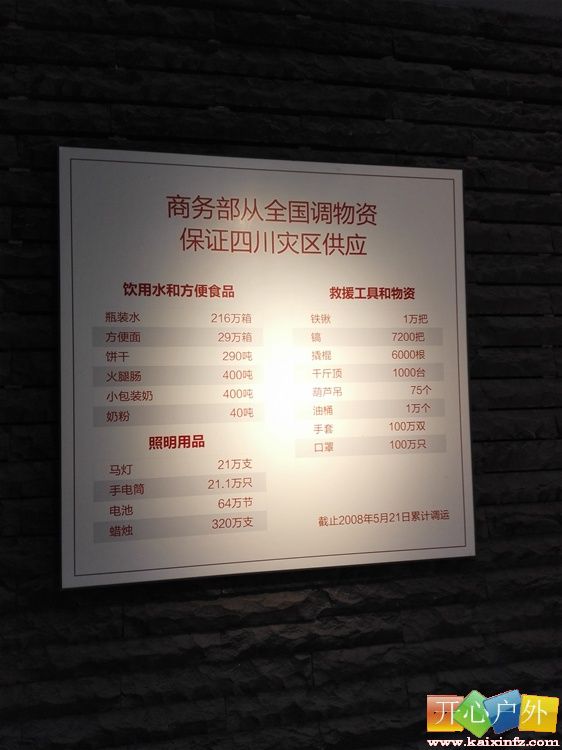 商务部从全国调物资
保证四川灾区供应
饮用水和方便食品
瓶装水 216万箱
方便面 29万箱
饼干 290吨
火腿肠 400吨
小包装奶 400吨
奶粉 40吨
照明用品
马灯 21万支
手电筒 21.1万只
电池 64万节
蜡烛 320万支
救援工具和物资
铁锹 1万把
镐 7200把
撬棍 6000根
千斤顶 1000台
葫芦吊 75个
油桶 1万个
手套 100万双
口罩 100万只
截止2008年5月21日累计调运
开心户外
www.kaixinfz.com